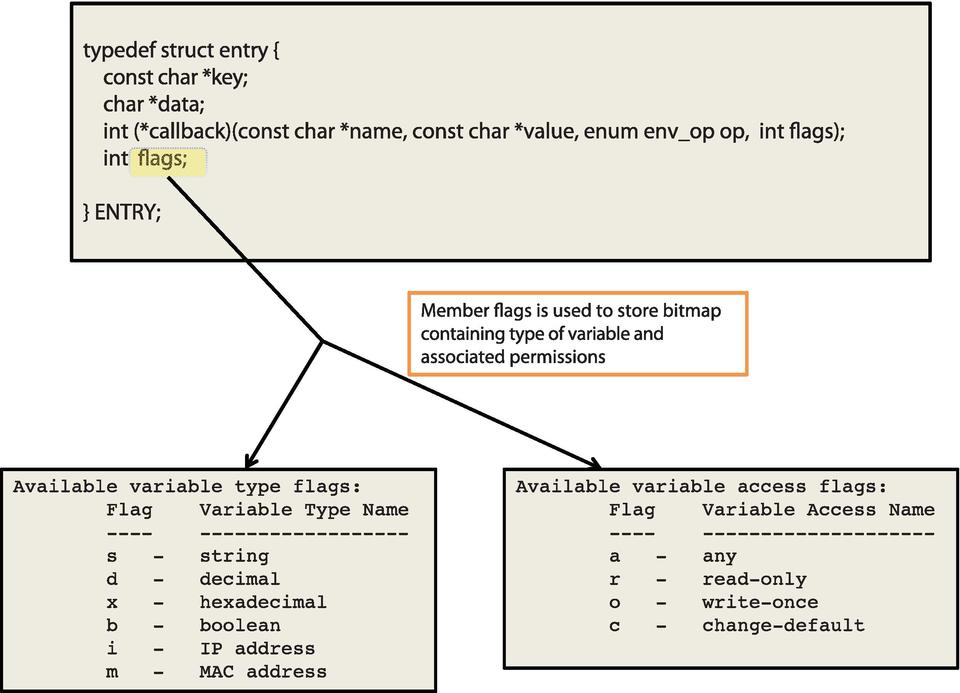 typedef struct entry {
const char *key;
char *data;
int (*callback)(const char *name, const char *value, enum env_op op,  int flags);
int flags;
} ENTRY;
Member flags is used to store bitmap
containing type of variable and
associated permissions
Available variable type flags:
Flag    Variable Type Name
----    ------------------
s   -   string
d   -   decimal
x   -   hexadecimal
b   -   boolean
i   -   IP address
m   -   MAC address
Available variable access flags:
Flag    Variable Access Name
----    --------------------
a   -   any
r   -   read-only
o   -   write-once
c   -   change-default